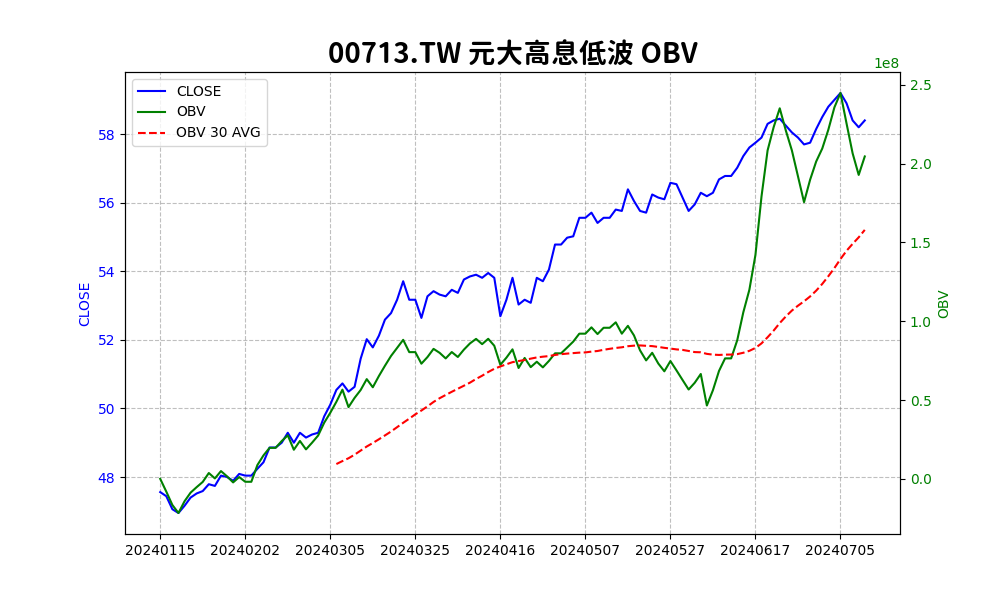 00713.TW 元大高息低波 OBV
1e8
CLOSE
OBV
OBV 30 AVG
58
56
54
52
50
48
CLOSE
2.5
2.0
1.5
1.0
0.5
0.0
OBV
20240115 20240202 20240305 20240325 20240416 20240507 20240527 20240617 20240705